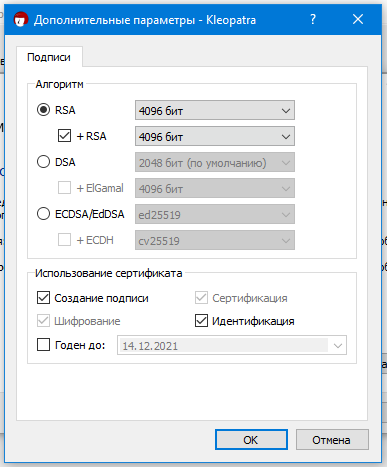 Дополнительные параметры - Kleopatra
Подписи
Алгоритм
RSA 4096 бит
+ RSA 4096 бит
DSA 2048 бит (по умолчанию)
+ ElGamal 4096 бит
ECDSA/EdDSA ed25519
+ ECDH cv25519
Использование сертификата
Создание подписи Сертификация
Шифрование Идентификация
Годен до: 14.12.2021
OK Отмена